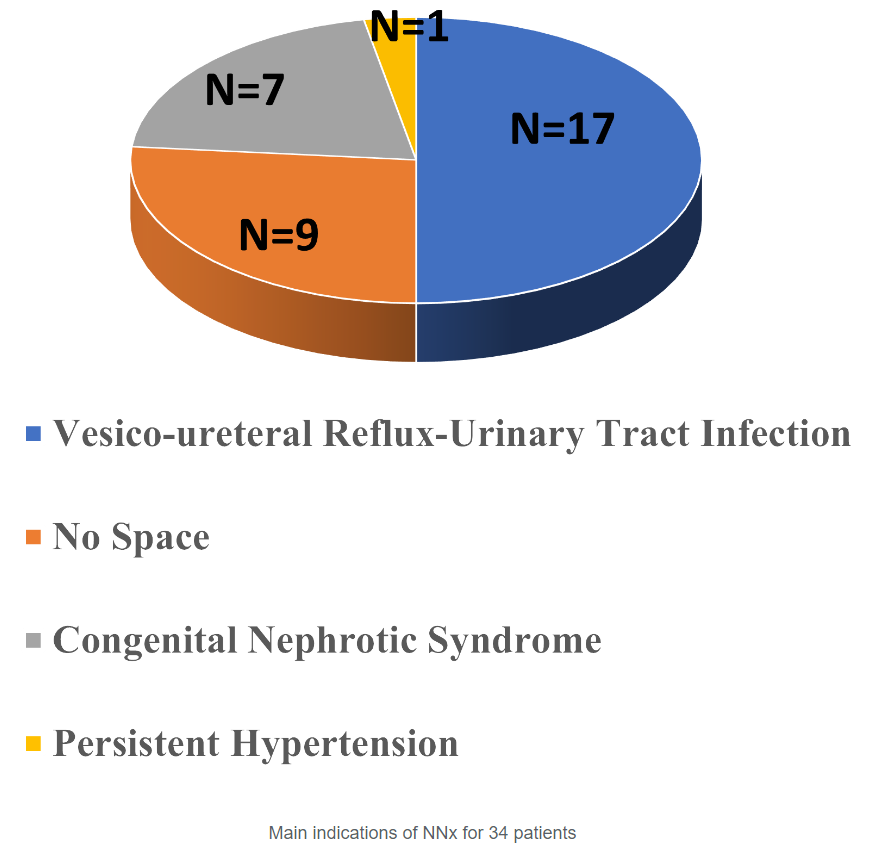 N=1
N=7
N=17
N=9
Vesico-ureteral Reflux-Urinary Tract Infection
No Space
Congenital Nephrotic Syndrome
Persistent Hypertension
Main indications of NNx for 34 patients